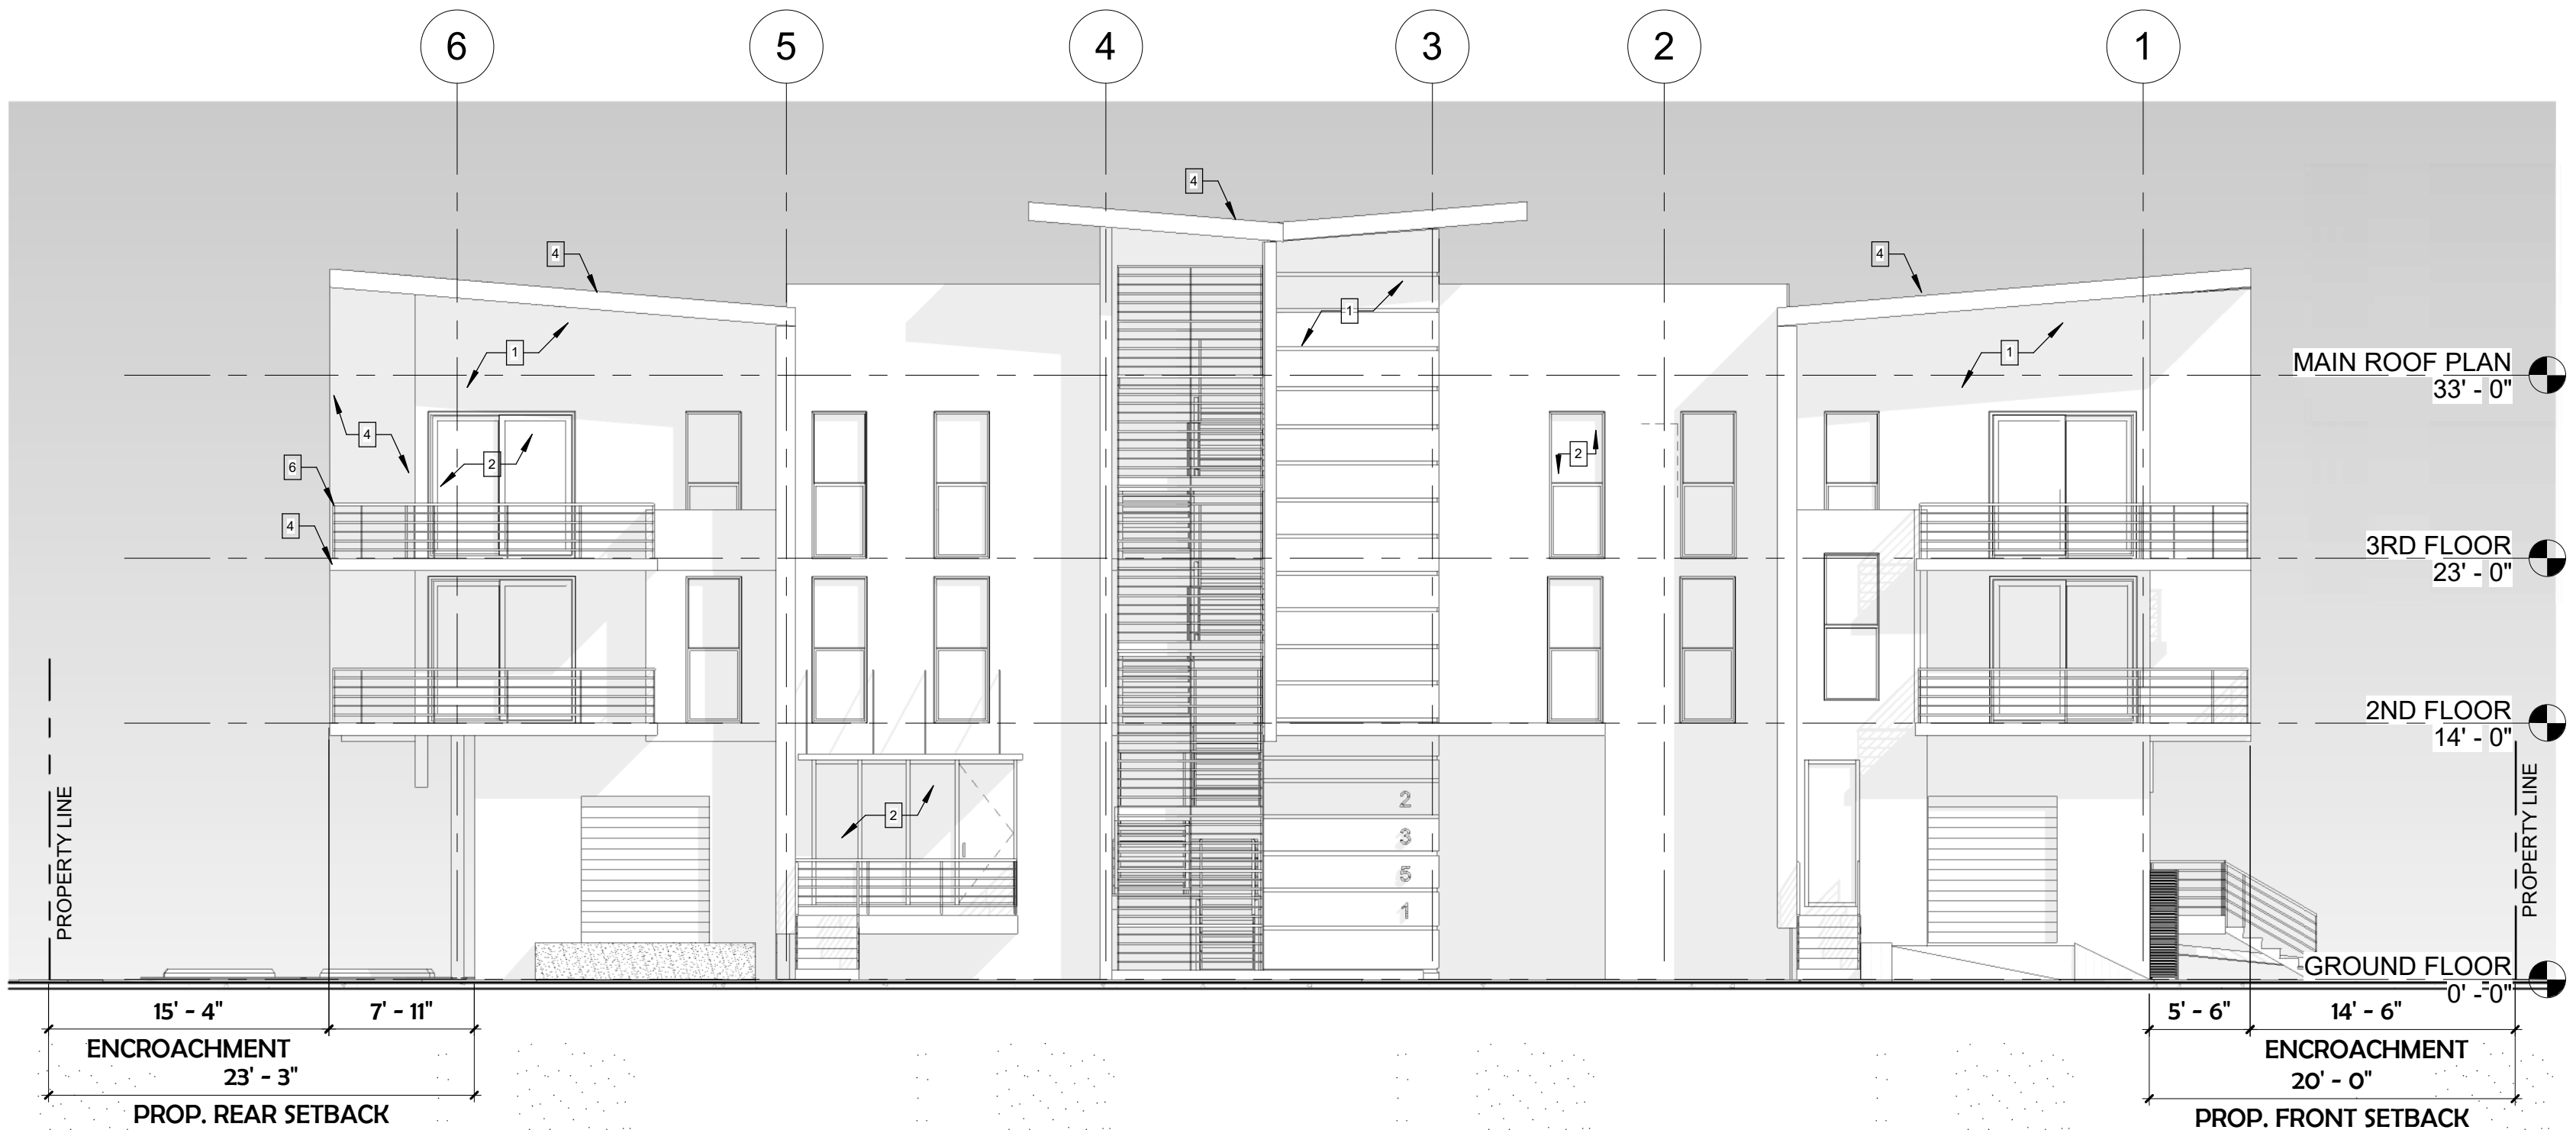 6
5
4
3
2
1
4
4
4
1
1
1
MAIN ROOF PLAN
33' - 0"
4
2
2
6
4
3RD FLOOR
23' - 0"
2ND FLOOR
14' - 0"
PROPERTY LINE
2
2
3
5
1
PROPERTY LINE
GROUND FLOOR
0' - 0"
15' - 4"
7' - 11"
5' - 6"
14' - 6"
ENCROACHMENT
ENCROACHMENT
23' - 3"
20' - 0"
PROP. REAR SETBACK
PROP. FRONT SETBACK